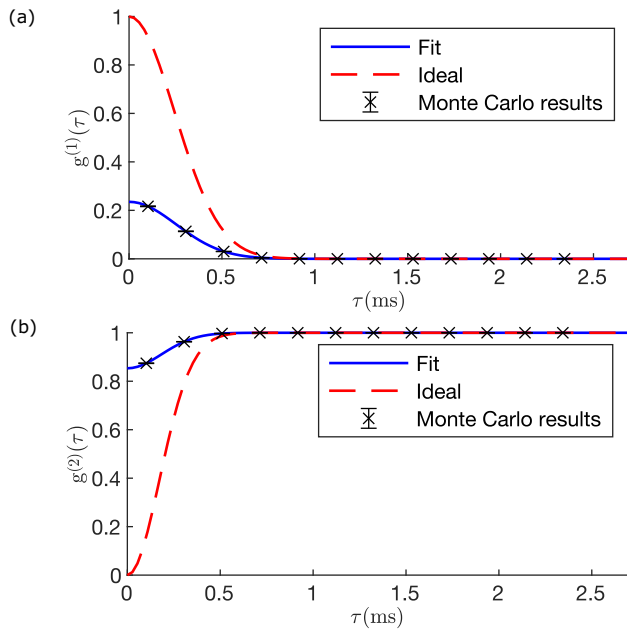 (a)
1
0.8
0.6
0.4
0.2
0
g(1)(τ)
Fit
Ideal
Monte Carlo results
0 0.5 1 1.5 2 2.5
τ(ms)
(b)
1
0.8
0.6
0.4
0.2
0
g(2)(τ)
Fit
Ideal
Monte Carlo results
0 0.5 1 1.5 2 2.5
τ(ms)